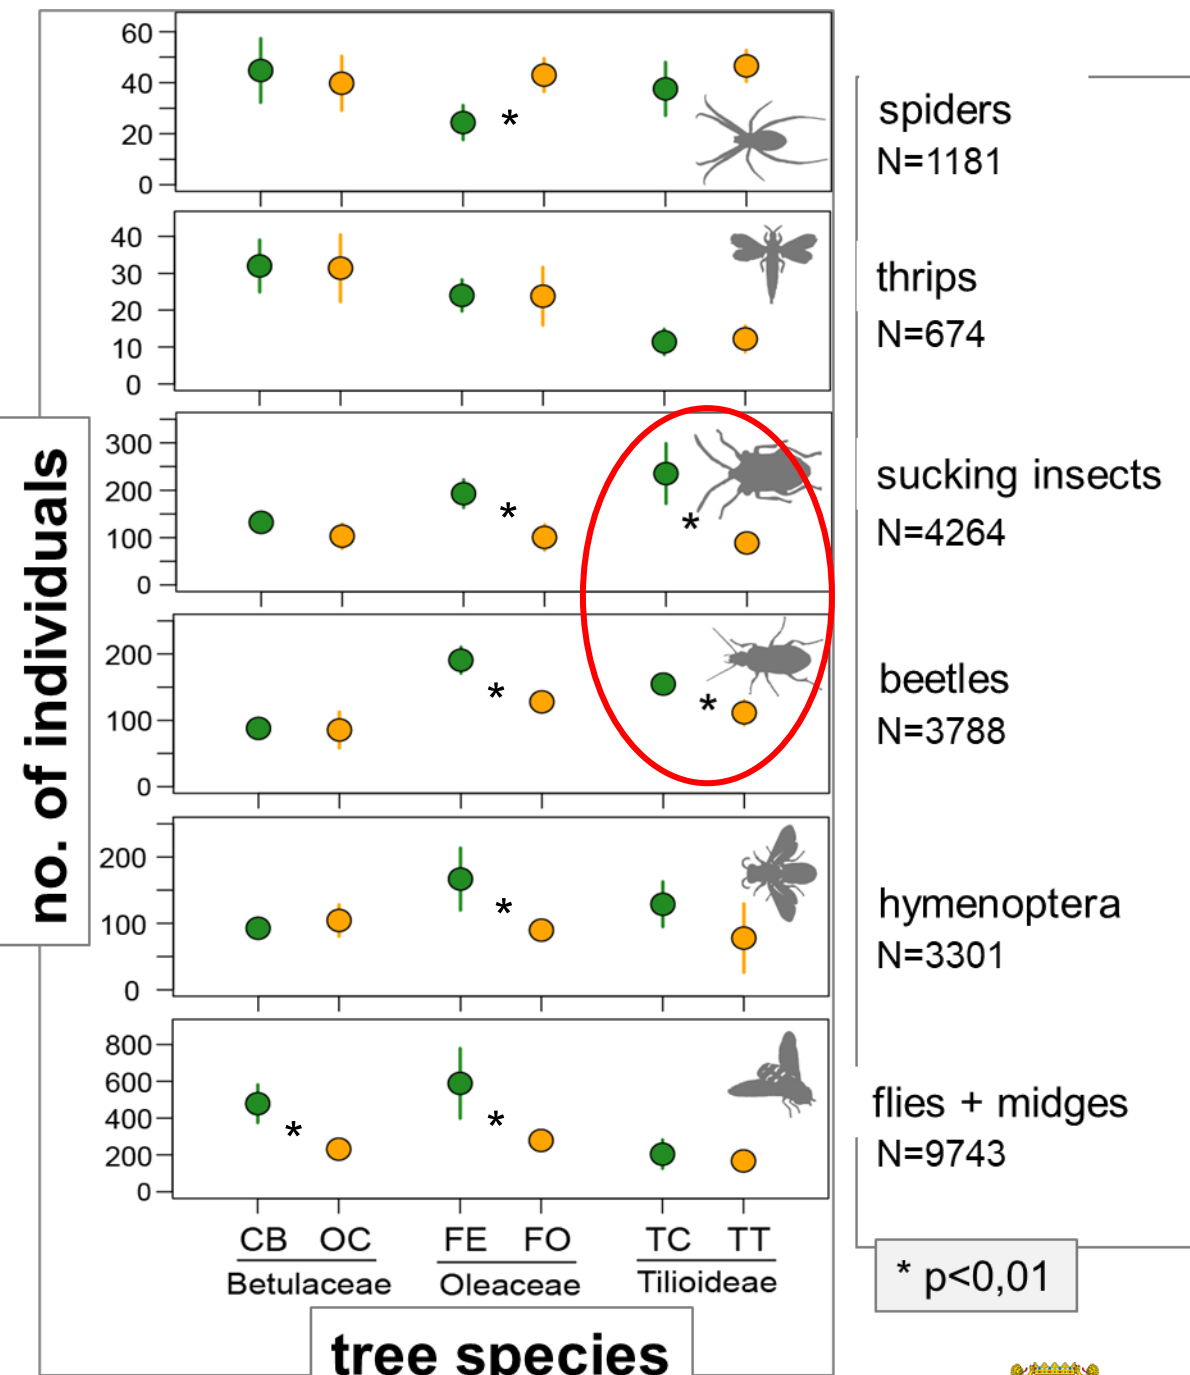 no. of individuals
60
40
20
0
spiders
N=1181
40
30
20
10
0
thrips
N=674
300
200
100
0
*
*
*
sucking insects
N=4264
200
100
0
*
*
beetles
N=3788
200
100
0
*
hymenoptera
N=3301
800
600
400
200
0
*
*
flies + midges
N=9743
CB OC FE FO TC TT
Betulaceae Oleaceae Tilioideae
* p<0,01
tree species